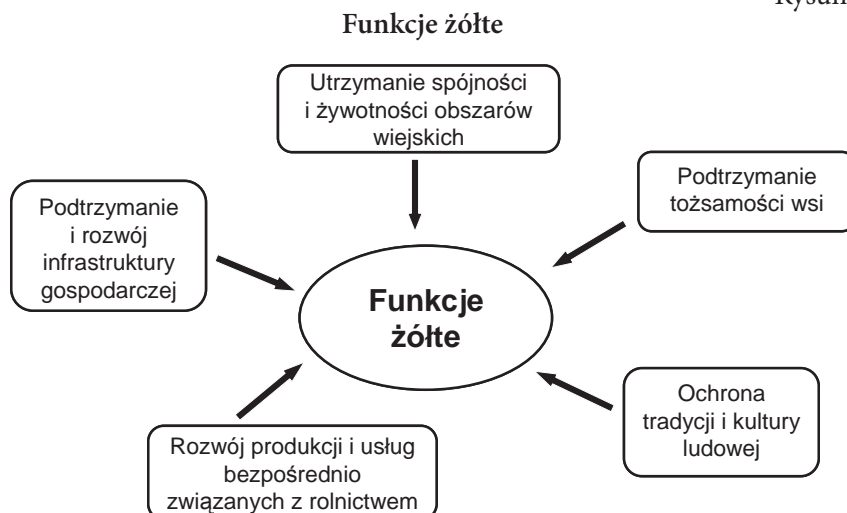 Rysun
Funkcje żółte
Utrzymanie spójności
i żywotności obszarów
wiejskich
Podtrzymanie
tożsamości wsi
Podtrzymanie
i rozwój
infrastruktury
gospodarczej
Funkcje
żółte
Ochrona
tradycji i kultury
ludowej
Rozwój produkcji i usług
bezpośrednio
związanych z rolnictwem